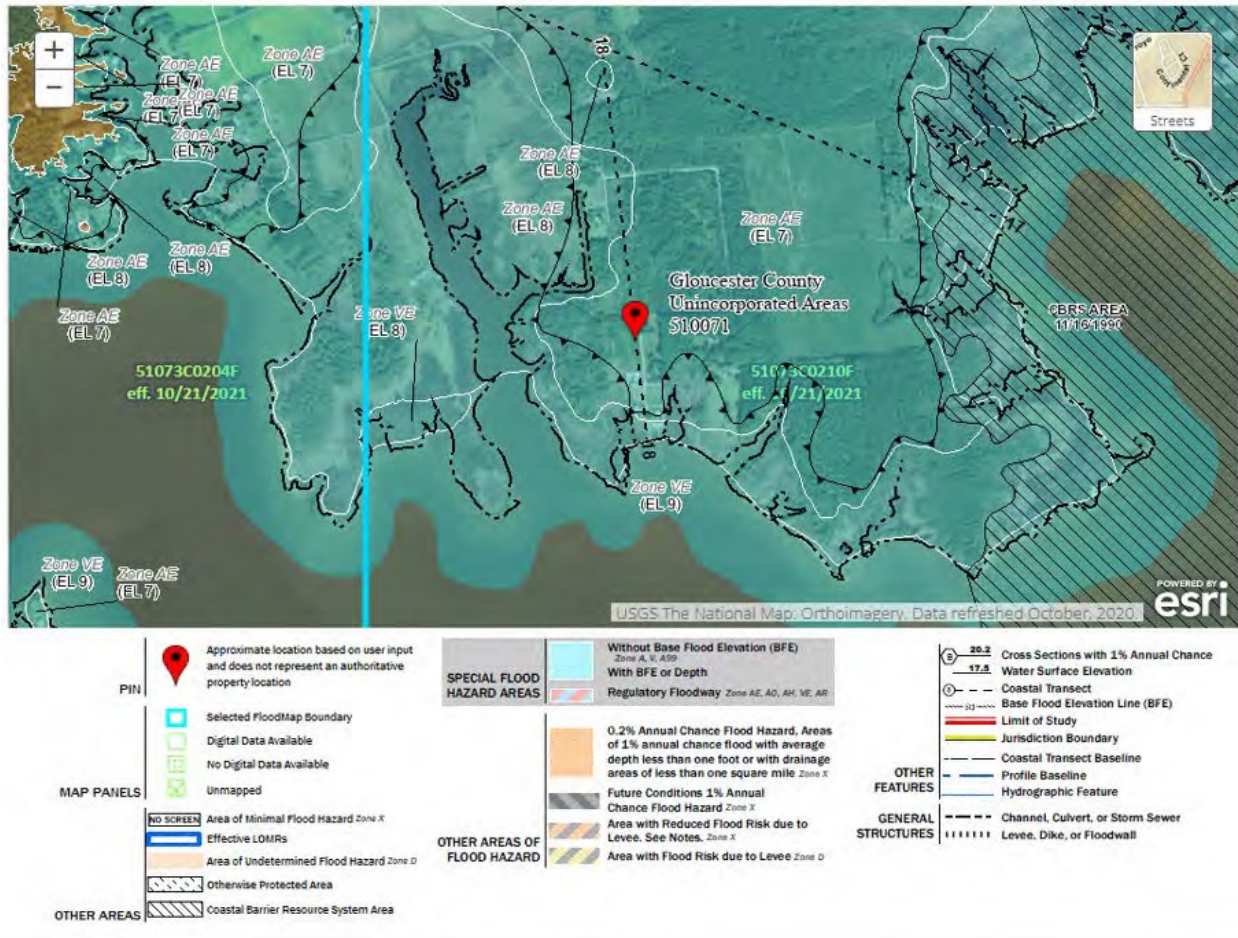 +
−
Zone AE
(EL 7)
Zone AE
(EL 7)
Zone AE
(EL 7)
Zone AE
(EL 7)
Zone AE
(EL 7)
18
Streets
Zone AE
(EL 8)
Zone AE
(EL 8)
Zone AE
(EL 7)
Zone AE
(EL 8)
Zone AE
(EL 8)
Zone AE
(EL 7)
Zone VE
(EL 8)
Gloucester County
Unincorporated Areas
510071
CBRS AREA
11/16/1990
17
51073C0204F
eff. 10/21/2021
51073C0210F
eff. 10/21/2021
18
Zone VE
(EL 9)
Zone VE
(EL 9)
Zone AE
(EL 7)
USGS The National Map: Orthoimagery. Data refreshed October, 2020.
POWERED BY
esri
PIN
Approximate location based on user input
and does not represent an authoritative
property location
MAP PANELS
Selected FloodMap Boundary
Digital Data Available
No Digital Data Available
Unmapped
OTHER AREAS
NO SCREEN Area of Minimal Flood Hazard Zone X
Effective LOMRs
Area of Undetermined Flood Hazard Zone D
Otherwise Protected Area
Coastal Barrier Resource System Area
SPECIAL FLOOD
HAZARD AREAS
Without Base Flood Elevation (BFE)
Zone A, V, A99
With BFE or Depth
Regulatory Floodway Zone AE, AO, AH, VE, AR
OTHER AREAS OF
FLOOD HAZARD
0.2% Annual Chance Flood Hazard, Areas
of 1% annual chance flood with average
depth less than one foot or with drainage
areas of less than one square mile Zone X
Future Conditions 1% Annual
Chance Flood Hazard Zone X
Area with Reduced Flood Risk due to
Levee. See Notes. Zone X
Area with Flood Risk due to Levee Zone D
OTHER
FEATURES
20.2 Cross Sections with 1% Annual Chance
17.5 Water Surface Elevation
Coastal Transect
Base Flood Elevation Line (BFE)
Limit of Study
Jurisdiction Boundary
Coastal Transect Baseline
Profile Baseline
Hydrographic Feature
GENERAL
STRUCTURES
Channel, Culvert, or Storm Sewer
Levee, Dike, or Floodwall